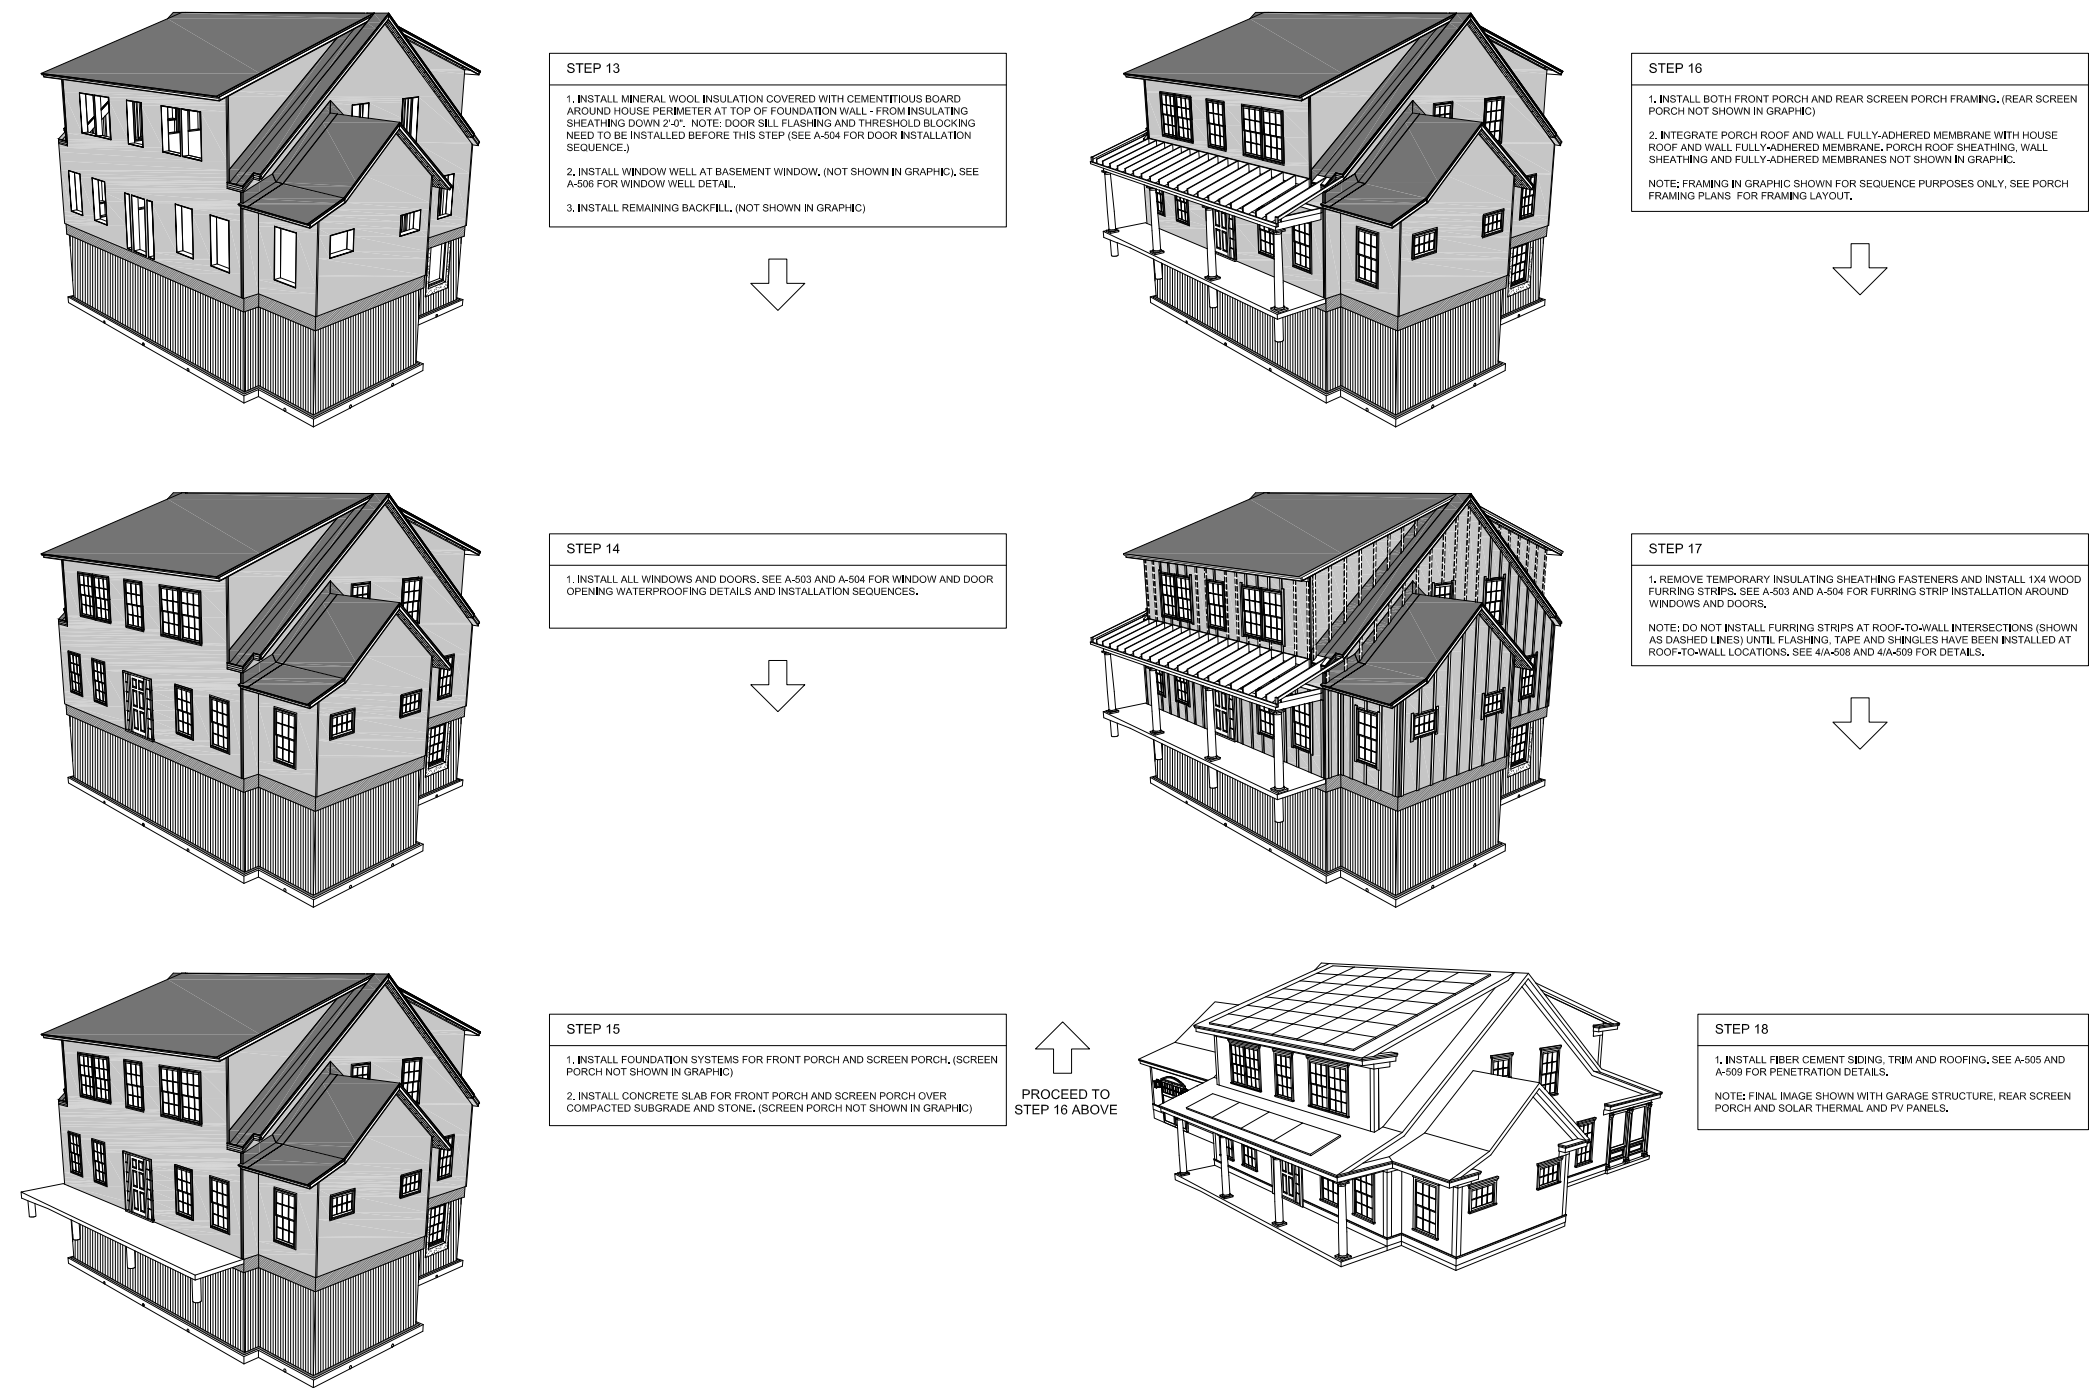 STEP 13
1. INSTALL MINERAL WOOL INSULATION COVERED WITH CEMENTITIOUS BOARD
AROUND HOUSE PERIMETER AT TOP OF FOUNDATION WALL - FROM INSULATING
SHEATHING DOWN 2'-0". NOTE: DOOR SILL FLASHING AND THRESHOLD BLOCKING
NEED TO BE INSTALLED BEFORE THIS STEP (SEE A-504 FOR DOOR INSTALLATION
SEQUENCE.)
2. INSTALL WINDOW WELL AT BASEMENT WINDOW. (NOT SHOWN IN GRAPHIC). SEE
A-506 FOR WINDOW WELL DETAIL.
3. INSTALL REMAINING BACKFILL. (NOT SHOWN IN GRAPHIC)
STEP 14
1. INSTALL ALL WINDOWS AND DOORS. SEE A-503 AND A-504 FOR WINDOW AND DOOR
OPENING WATERPROOFING DETAILS AND INSTALLATION SEQUENCES.
STEP 15
1. INSTALL FOUNDATION SYSTEMS FOR FRONT PORCH AND SCREEN PORCH. (SCREEN
PORCH NOT SHOWN IN GRAPHIC)
2. INSTALL CONCRETE SLAB FOR FRONT PORCH AND SCREEN PORCH OVER
COMPACTED SUBGRADE AND STONE. (SCREEN PORCH NOT SHOWN IN GRAPHIC)
PROCEED TO
STEP 16 ABOVE
STEP 16
1. INSTALL BOTH FRONT PORCH AND REAR SCREEN PORCH FRAMING. (REAR SCREEN
PORCH NOT SHOWN IN GRAPHIC)
2. INTEGRATE PORCH ROOF AND WALL FULLY-ADHERED MEMBRANE WITH HOUSE
ROOF AND WALL FULLY-ADHERED MEMBRANE. PORCH ROOF SHEATHING, WALL
SHEATHING AND FULLY-ADHERED MEMBRANES NOT SHOWN IN GRAPHIC.
NOTE: FRAMING IN GRAPHIC SHOWN FOR SEQUENCE PURPOSES ONLY, SEE PORCH
FRAMING PLANS FOR FRAMING LAYOUT.
STEP 17
1. REMOVE TEMPORARY INSULATING SHEATHING FASTENERS AND INSTALL 1X4 WOOD
FURRING STRIPS. SEE A-503 AND A-504 FOR FURRING STRIP INSTALLATION AROUND
WINDOWS AND DOORS.
NOTE: DO NOT INSTALL FURRING STRIPS AT ROOF-TO-WALL INTERSECTIONS (SHOWN
AS DASHED LINES) UNTIL FLASHING, TAPE AND SHINGLES HAVE BEEN INSTALLED AT
ROOF-TO-WALL LOCATIONS. SEE 4/A-508 AND 4/A-509 FOR DETAILS.
STEP 18
1. INSTALL FIBER CEMENT SIDING, TRIM AND ROOFING. SEE A-505 AND
A-509 FOR PENETRATION DETAILS.
NOTE: FINAL IMAGE SHOWN WITH GARAGE STRUCTURE, REAR SCREEN
PORCH AND SOLAR THERMAL AND PV PANELS.